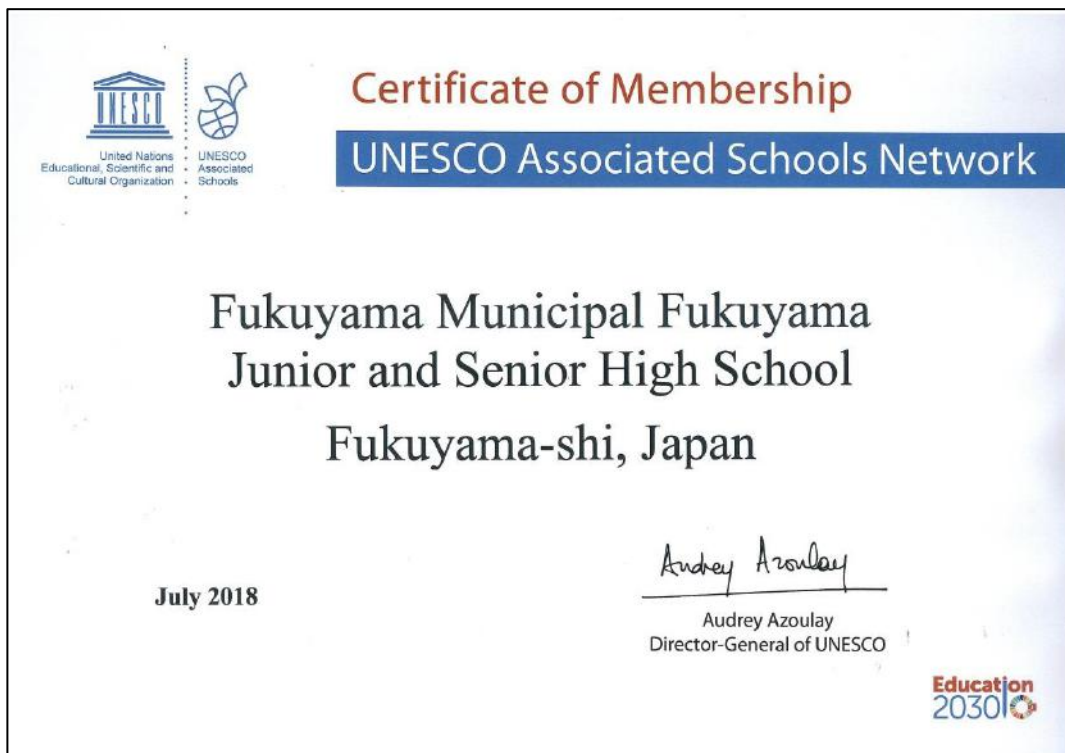 UNESCO
United Nations
Educational, Scientific and
Cultural Organization
UNESCO
Associated
Schools
Certificate of Membership
UNESCO Associated Schools Network
Fukuyama Municipal Fukuyama
Junior and Senior High School
Fukuyama-shi, Japan
July 2018
Audrey Azoulay
Audrey Azoulay
Director-General of UNESCO
Education
2030